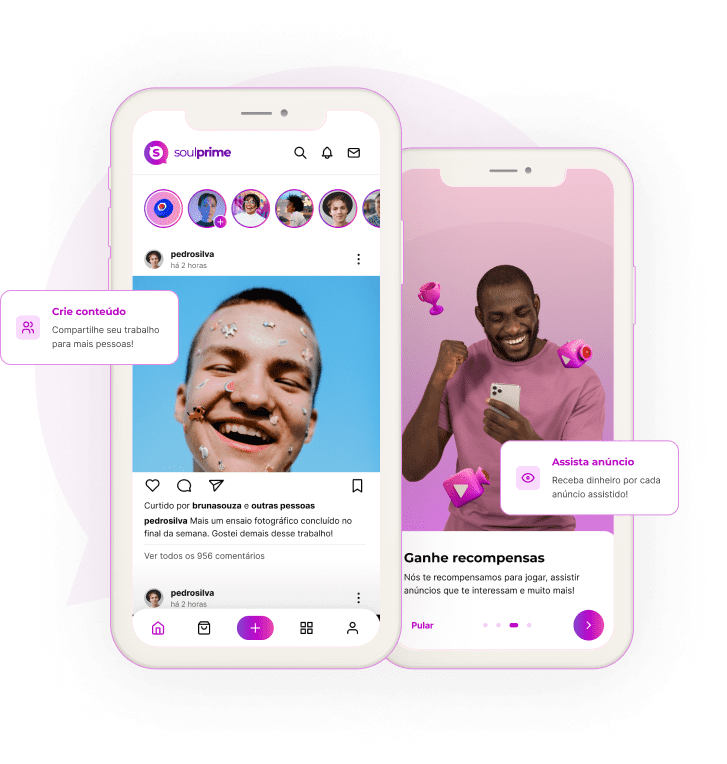 soulprime
pedrosilva
há 2 horas
Crie conteúdo
Compartilhe seu trabalho
para mais pessoas!
Curtido por brunasouza e outras pessoas
pedrosilva Mais um ensaio fotográfico concluído no
final da semana. Gostei demais desse trabalho!
Ver todos os 956 comentários
pedrosilva
há 2 horas
Assista anúncio
Receba dinheiro por cada
anúncio assistido!
Ganhe recompensas
Nós te recompensamos para jogar, assistir
anúncios que te interessam e muito mais!
Pular